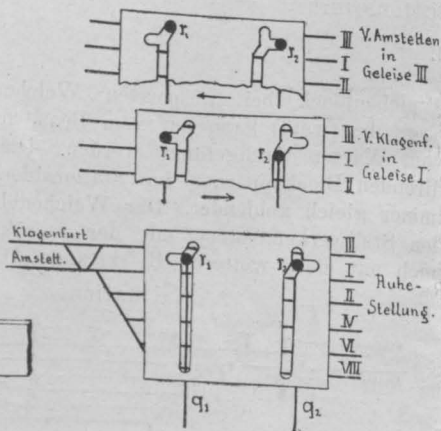 r₁
r₂
III V. Amstetten
in
I Geleise III
II
r₁
r₂
III V. Klagenf.
in
I Geleise I
II
Klagenfurt
Amstett.
r₁
r₂
III
I Ruhe-
II Stellung.
IV
VI
VIII
q₁
q₂